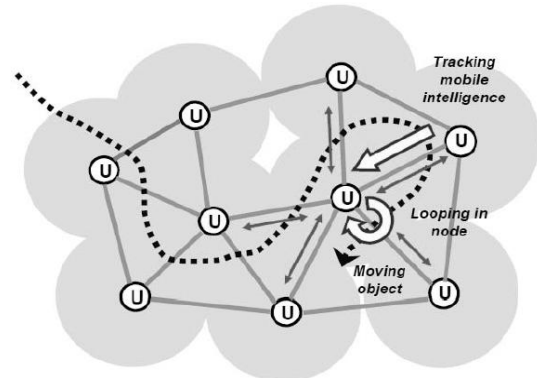 U
Tracking
mobile
intelligence
U
U
U
U
U
Looping in
node
Moving
object
U
U
U